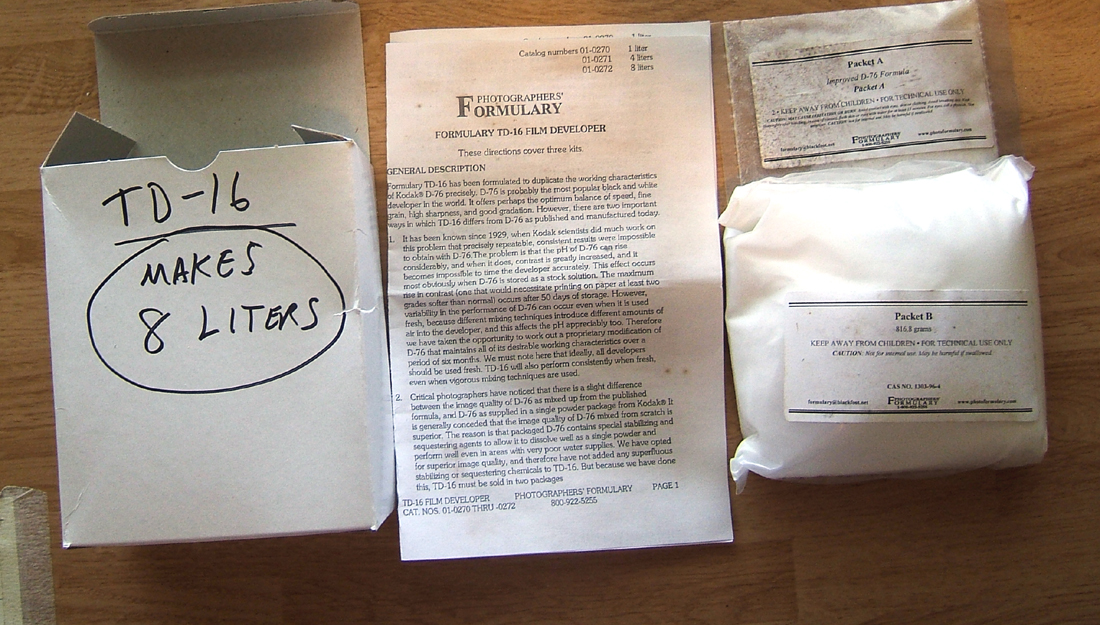 TD-16
MAKES
8 LITERS
Catalog numbers 01-0270 1 liter
01-0271 4 liters
01-0272 8 liters
PHOTOGRAPHERS'
FORMULARY
FORMULARY TD-16 FILM DEVELOPER
These directions cover three kits.
GENERAL DESCRIPTION
Formulary TD-16 has been formulated to duplicate the working characteristics
of Kodak® D-76 precisely. D-76 is probably the most popular black and white
developer in the world. It offers perhaps the optimum balance of speed, fine
grain, high sharpness, and good gradation. However, there are two important
ways in which TD-16 differs from D-76 as published and manufactured today.
1. It has been known since 1929, when Kodak scientists did much work on
this problem that precisely repeatable, consistent results were impossible
to obtain with D-76.The problem is that the pH of D-76 can rise
considerably, and when it does, contrast is greatly increased, and it
becomes impossible to time the developer accurately. This effect occurs
most obviously when D-76 is stored as a stock solution. The maximum
rise in contrast (one that would necessitate printing on paper at least two
grades softer than normal) occurs after 50 days of storage. However,
variability in the performance of D-76 can occur even when it is used
fresh, because different mixing techniques introduce different amounts of
air into the developer, and this affects the pH appreciably too. Therefore
we have taken the opportunity to work out a proprietary modification of
D-76 that maintains all of its desirable working characteristics over a
period of six months. We must note here that ideally, all developers
should be used fresh. TD-16 will also perform consistently when fresh,
even when vigorous mixing techniques are used.
2. Critical photographers have noticed that there is a slight difference
between the image quality of D-76 as mixed up from the published
formula, and D-76 as supplied in a single powder package from Kodak® It
is generally conceded that the image quality of D-76 mixed from scratch is
superior. The reason is that packaged D-76 contains special stabilizing and
sequestering agents to allow it to dissolve well as a single powder and
perform well even in areas with very poor water supplies. We have opted
for superior image quality, and therefore have not added any superfluous
stabilizing or sequestering chemicals to TD-16. But because we have done
this, TD-16 must be sold in two packages
TD-16 FILM DEVELOPER PHOTOGRAPHERS' FORMULARY PAGE 1
CAT. NOS. 01-0270 THRU -0272 800-922-5255
Packet A
Improved D-76 Formula
Packet A
KEEP AWAY FROM CHILDREN • FOR TECHNICAL USE ONLY
PHOTOGRAPHERS'
FORMULARY
formulary@blackfoot.net www.photoformulary.com
1-800-922-5255
Packet B
816.8 grams
KEEP AWAY FROM CHILDREN • FOR TECHNICAL USE ONLY
CAUTION: Not for internal use. May be harmful if swallowed.
CAS NO. 1303-96-4
PHOTOGRAPHERS'
FORMULARY
formulary@blackfoot.net www.photoformulary.com
1-800-922-5255